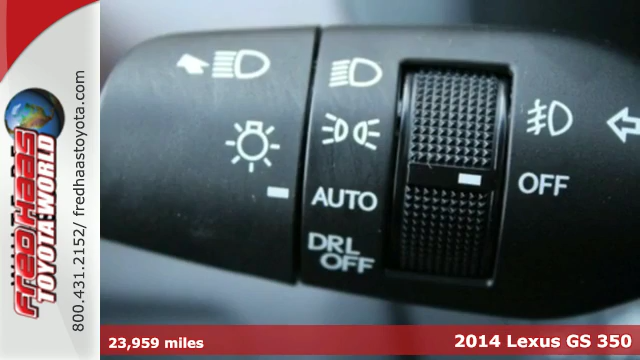 FRED HAAS
TOYOTA WORLD
800.431.2152/ fredhaastoyota.com
AUTO
DRL
OFF
OFF
23,959 miles
2014 Lexus GS 350